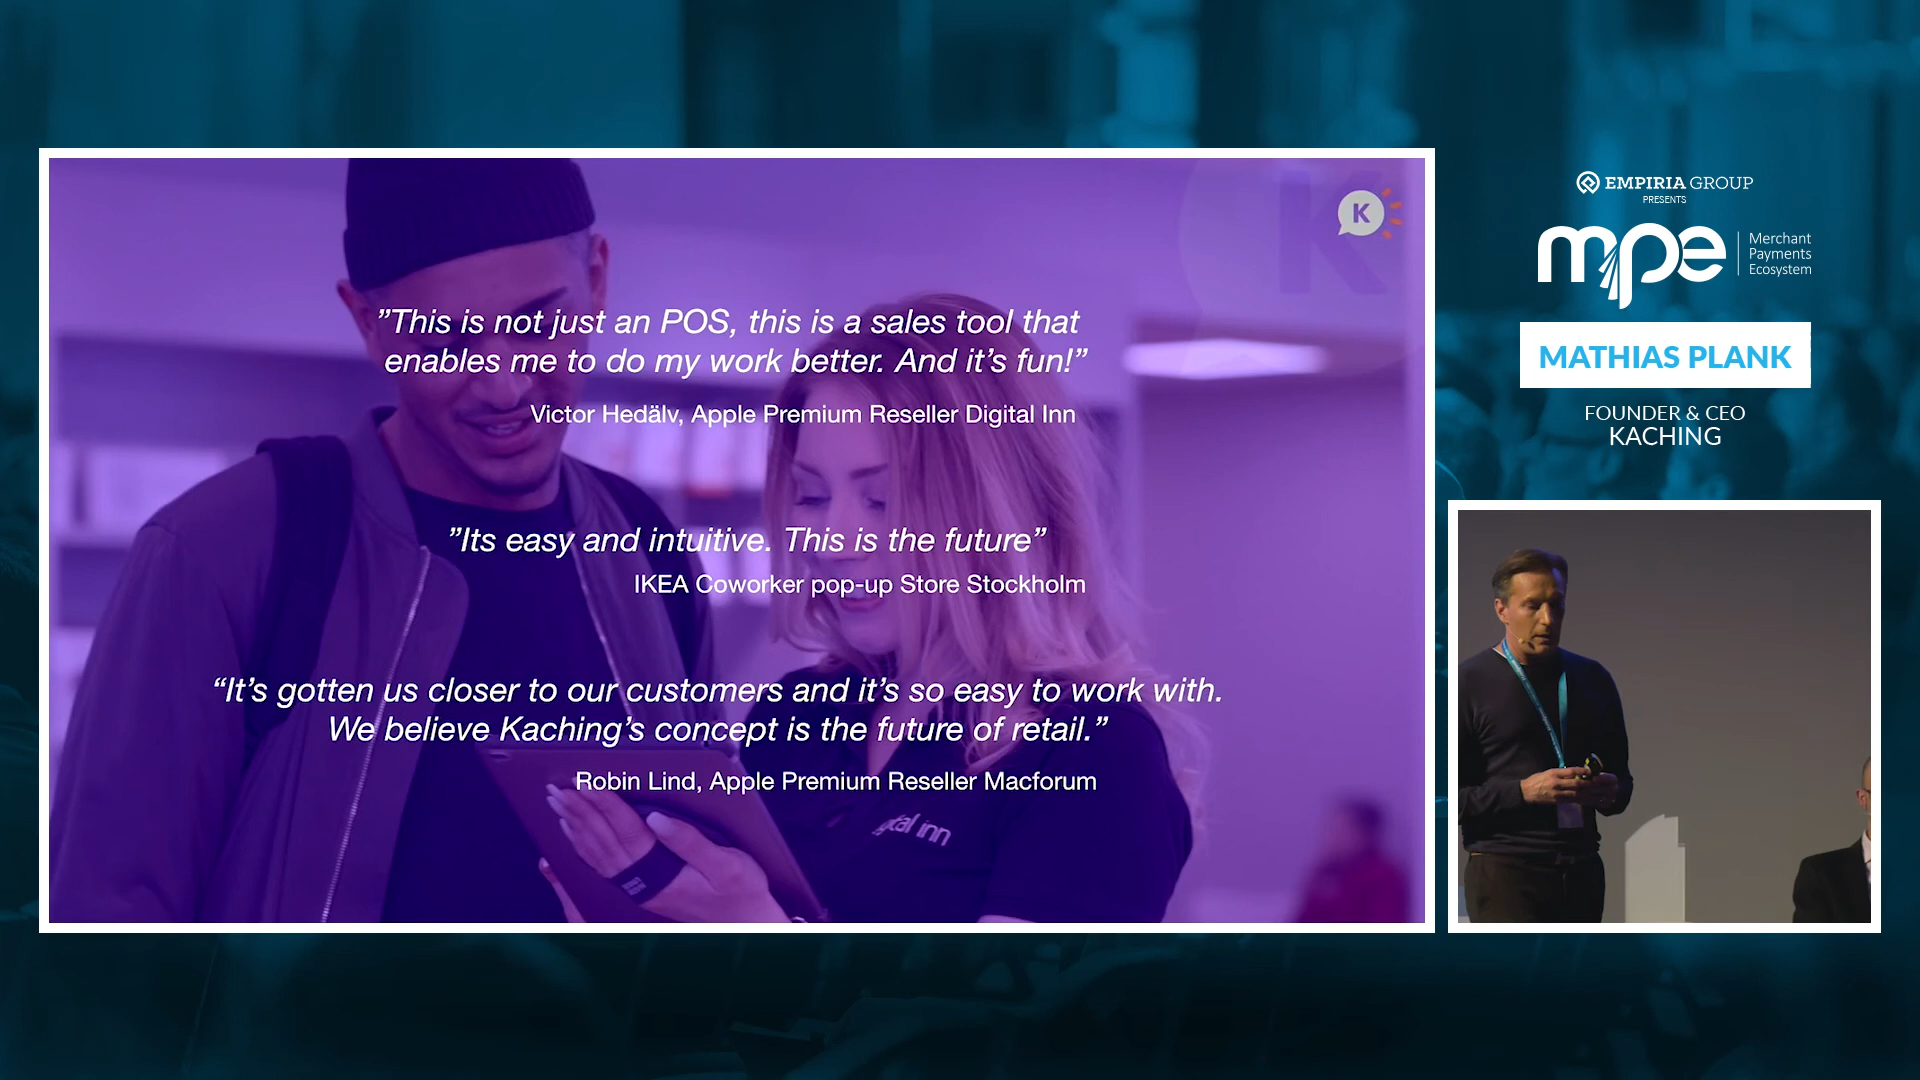 K
”This is not just an POS, this is a sales tool that
enables me to do my work better. And it’s fun!”
Victor Hedälv, Apple Premium Reseller Digital Inn
”Its easy and intuitive. This is the future”
IKEA Coworker pop-up Store Stockholm
“It’s gotten us closer to our customers and it’s so easy to work with.
We believe Kaching’s concept is the future of retail.”
Robin Lind, Apple Premium Reseller Macforum
inn
EMPIRIA GROUP
PRESENTS
mpe
Merchant
Payments
Ecosystem
MATHIAS PLANK
FOUNDER & CEO
KACHING